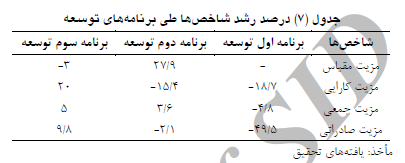 جدول (۷) درصد رشد شاخص‌ها طی برنامه‌های توسعه
شاخص‌ها برنامه اول توسعه برنامه دوم توسعه برنامه سوم توسعه
مزیت مقیاس - ۲۷/۹ -۳
مزیت کارایی -۱۸/۷ -۱۵/۴ ۲۰
مزیت جمعی -۴/۸ ۳/۶ ۵
مزیت صادراتی -۴۹/۵ -۲/۱ ۹/۸
مأخذ: یافته‌های تحقیق
of SID